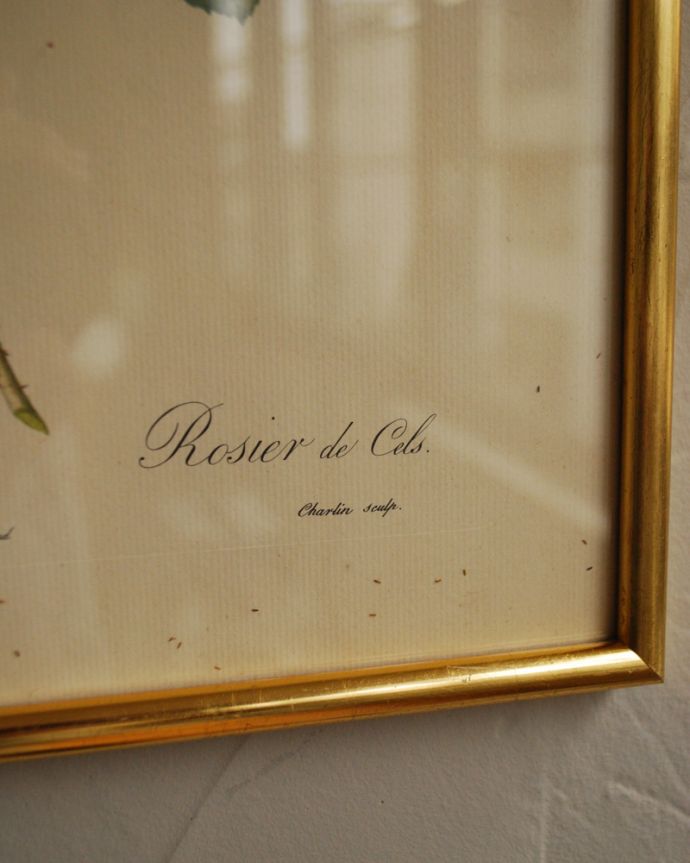 Rosier de Cels.
Charlin sculp.